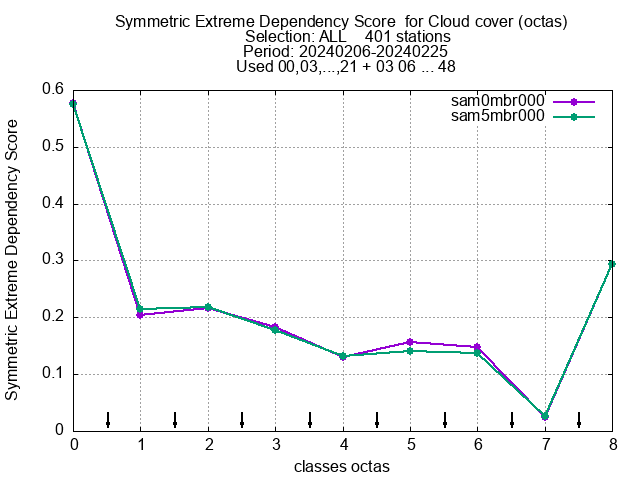 Symmetric Extreme Dependency Score  for Cloud cover (octas)
Selection: ALL    401 stations
Period: 20240206-20240225
Used 00,03,...,21 + 03 06 ... 48
sam0mbr000
sam5mbr000
Symmetric Extreme Dependency Score
0.6
0.5
0.4
0.3
0.2
0.1
0
0 1 2 3 4 5 6 7 8
classes octas